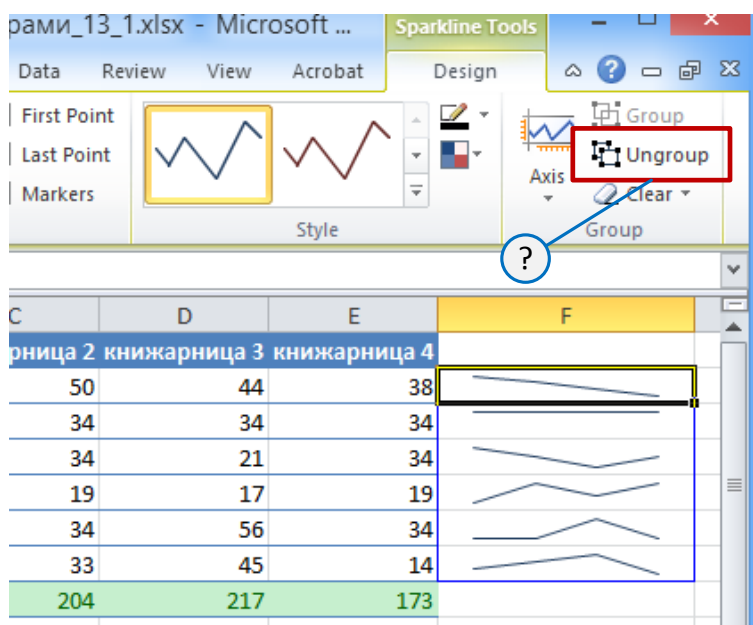 рами_13_1.xlsx - Microsoft ...
Sparkline Tools
Data Review View Acrobat Design
First Point
Last Point
Markers
Style
Axis
Group
Ungroup
Clear
Group
?
C D E F
рница 2 книжарница 3 книжарница 4
50 44 38
34 34 34
34 21 34
19 17 19
34 56 34
33 45 14
204 217 173